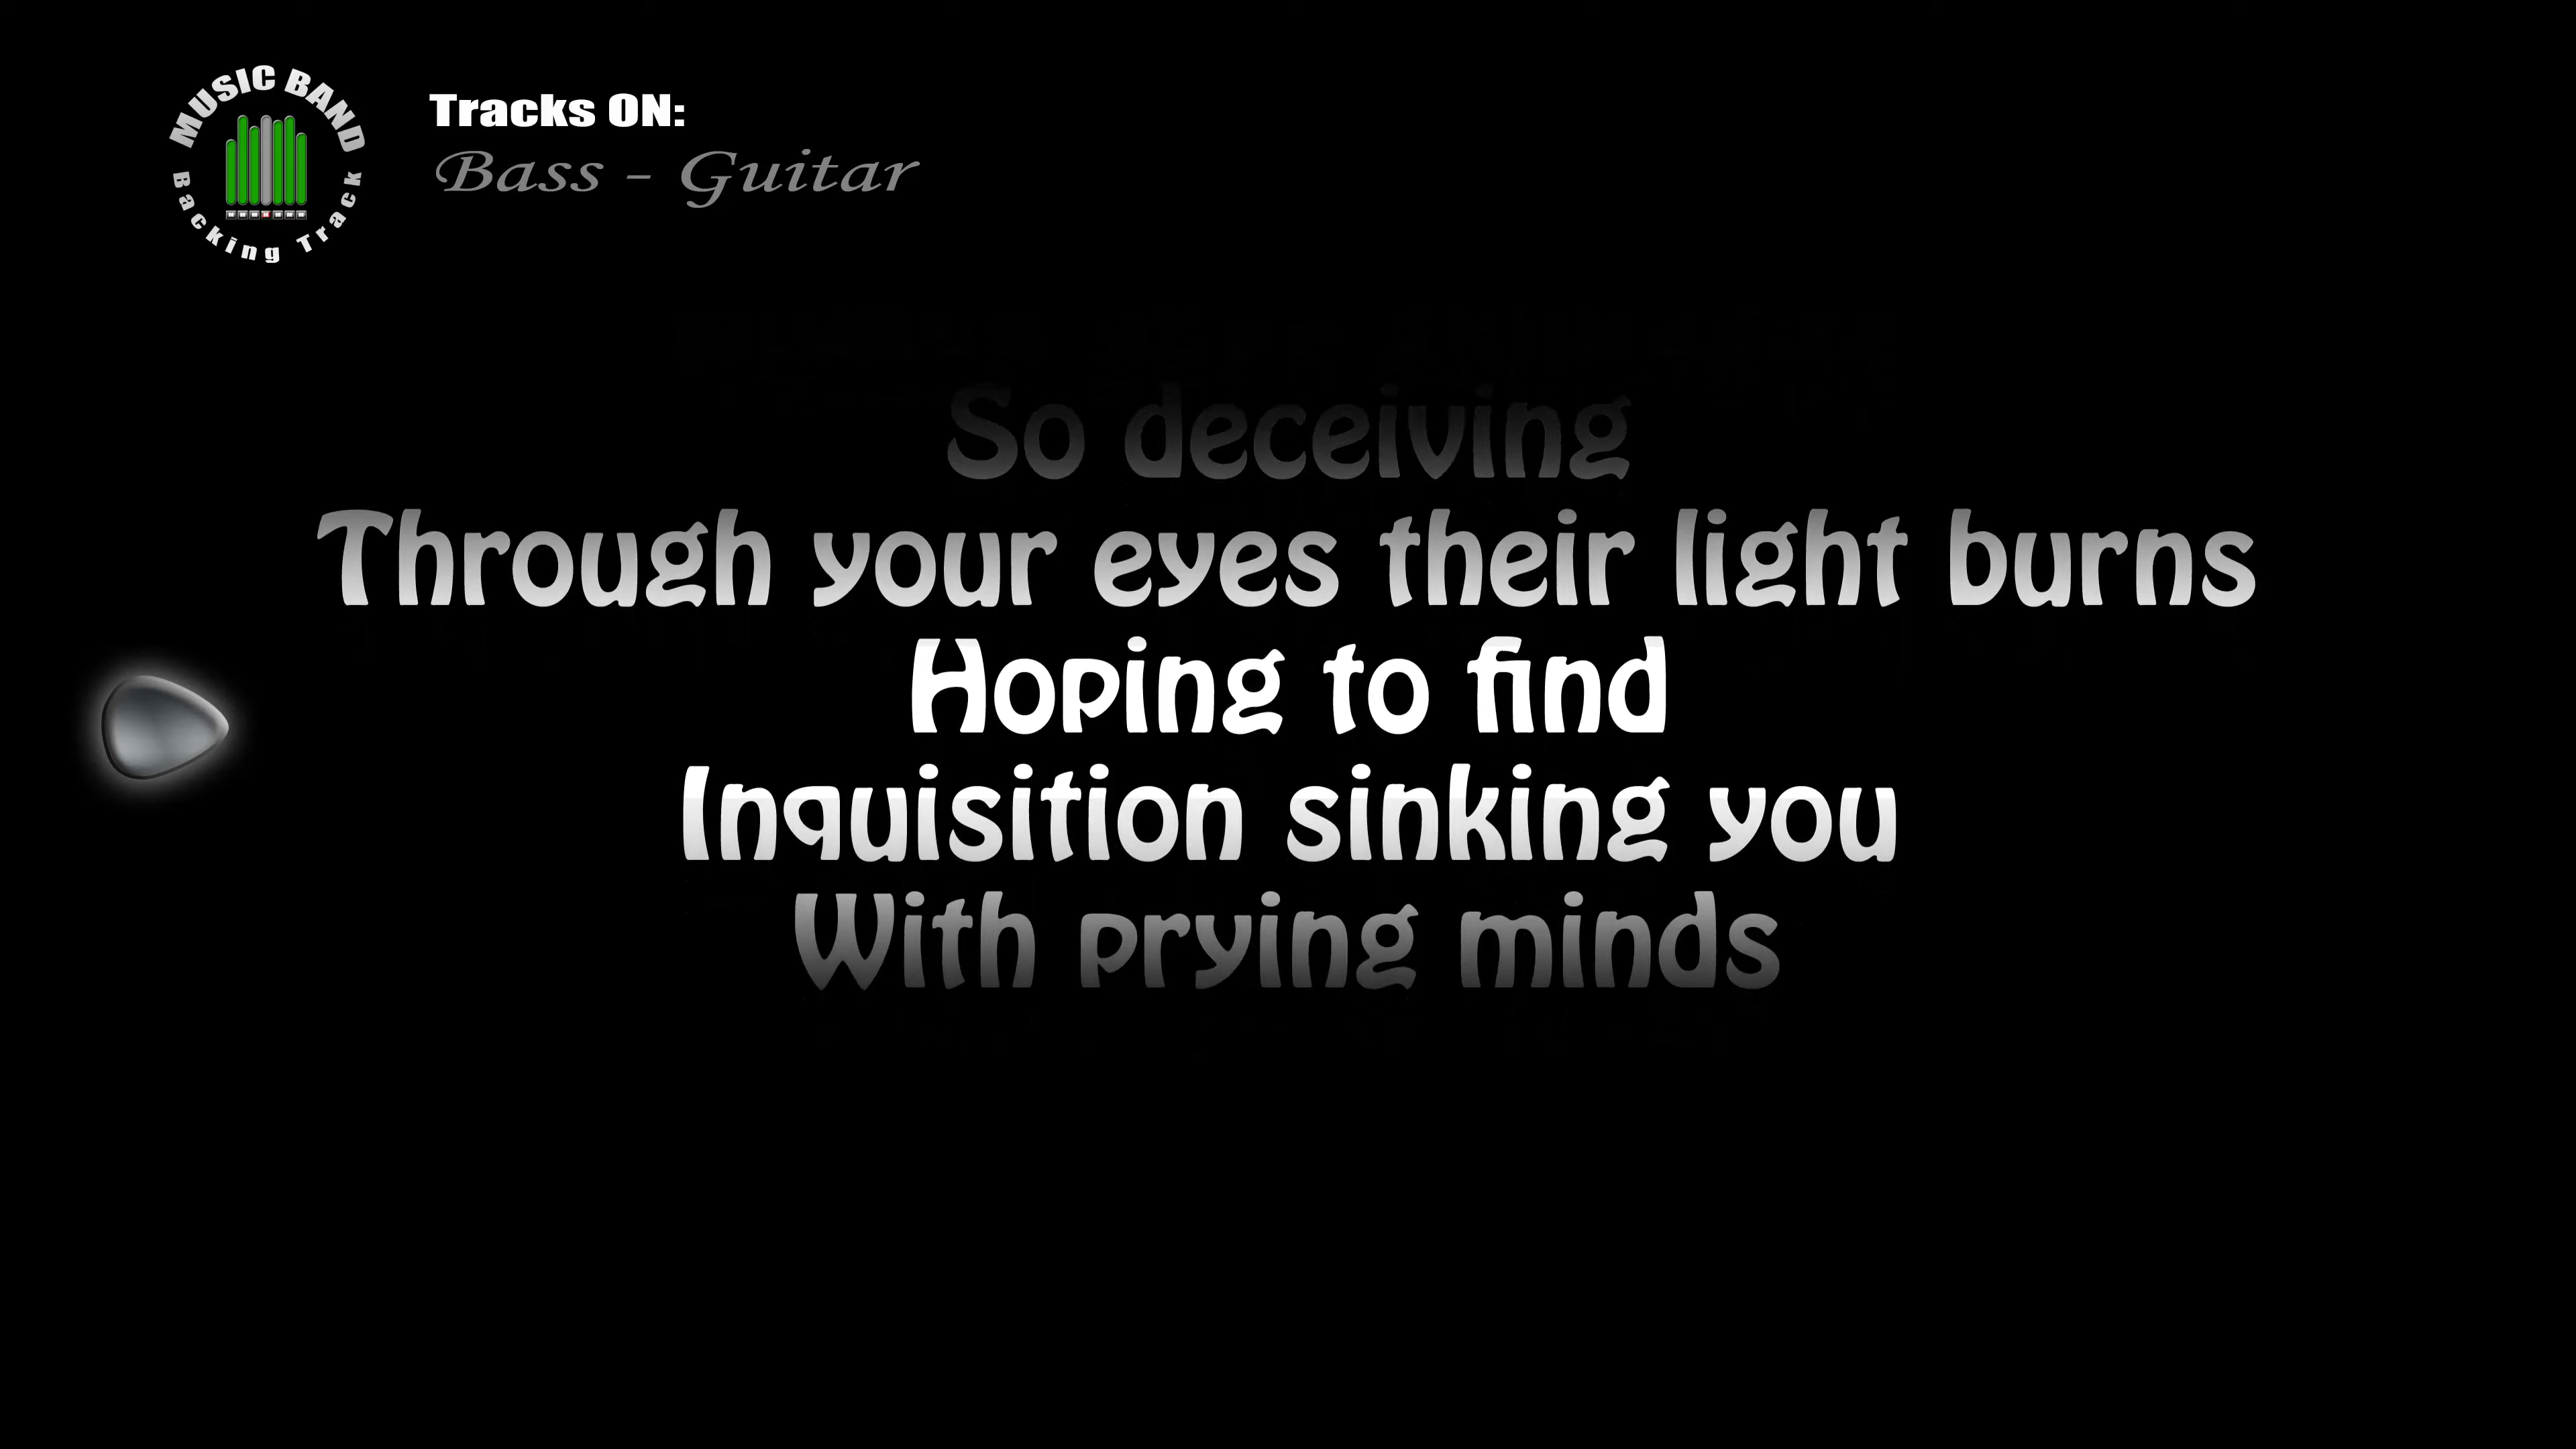 MUSIC BAND
Backing Track
Tracks ON:
Bass - Guitar
So deceiving
Through your eyes their light burns
Hoping to find
Inquisition sinking you
With prying minds